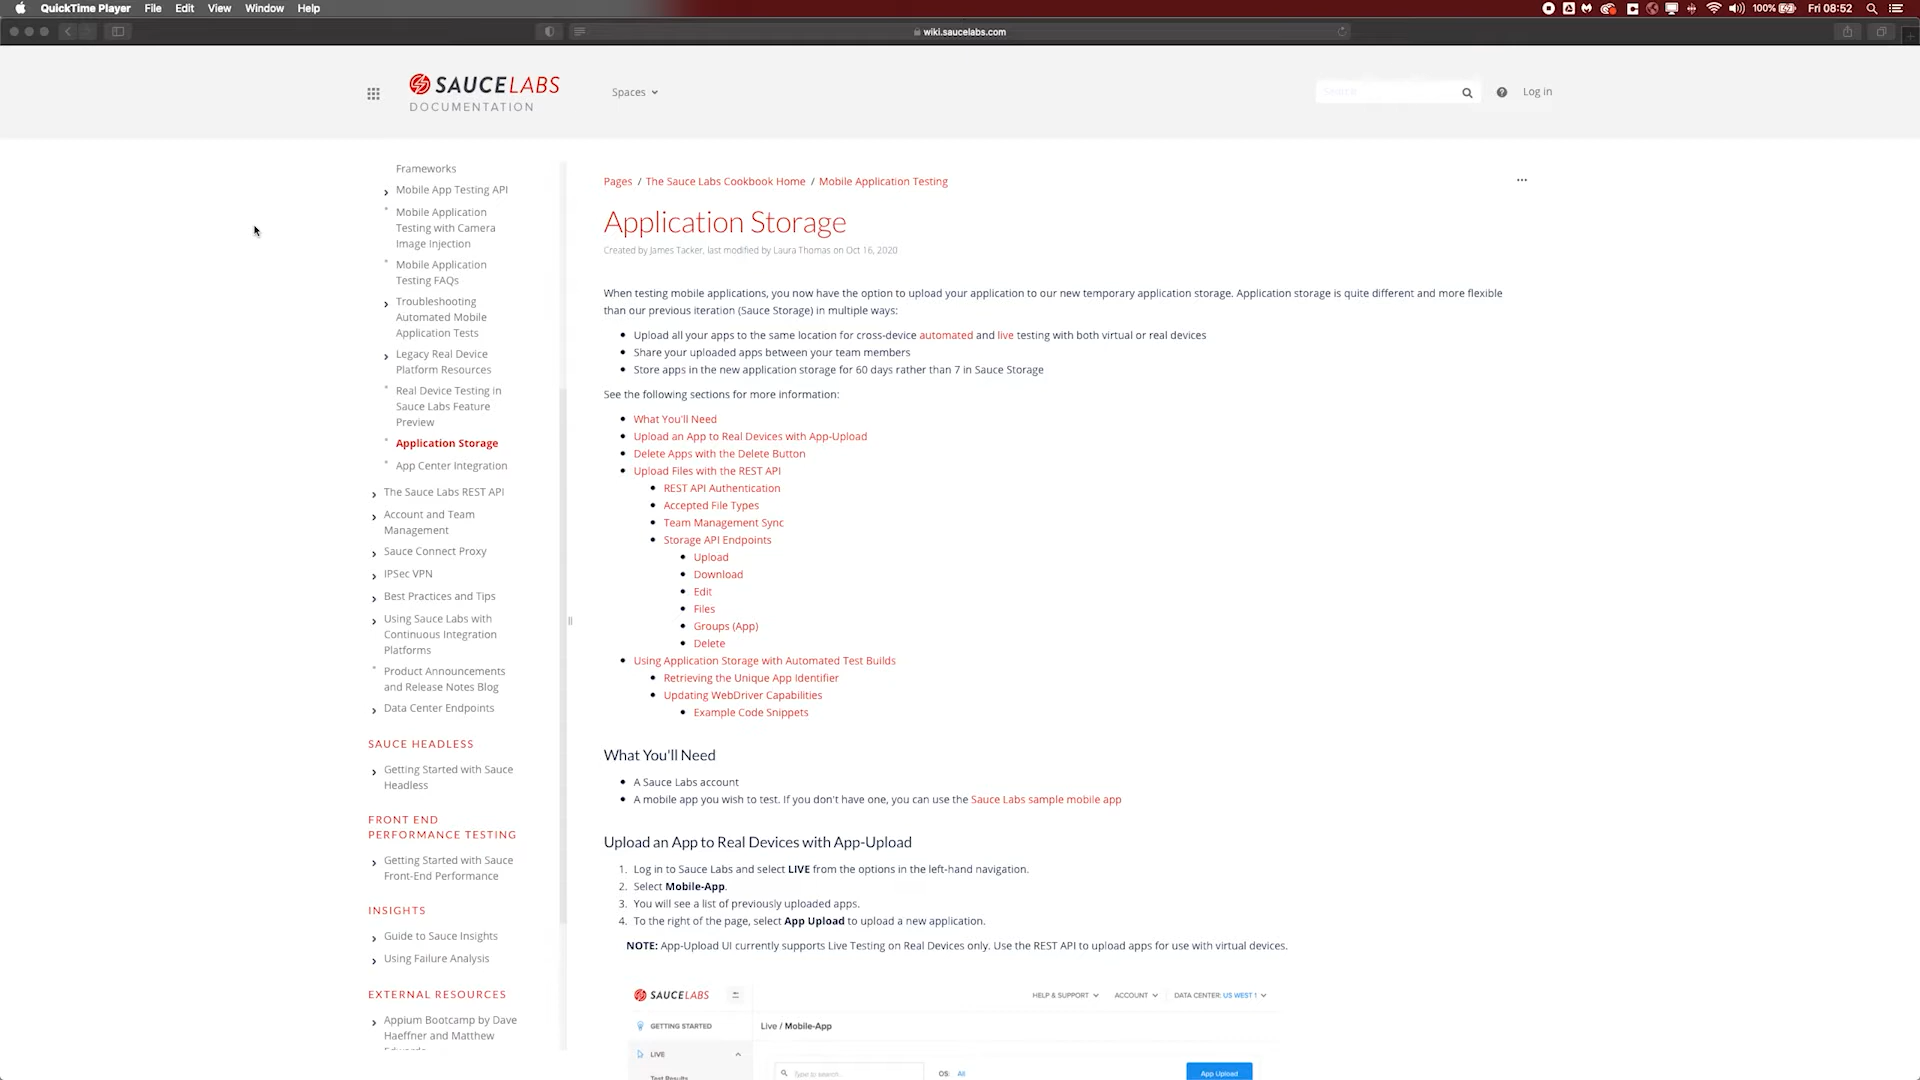 QuickTime Player File Edit View Window Help
100% Fri 08:52
wiki.saucelabs.com
SAUCELABS
DOCUMENTATION
Spaces
Search
Log in
Frameworks
Mobile App Testing API
Mobile Application
Testing with Camera
Image Injection
Mobile Application
Testing FAQs
Troubleshooting
Automated Mobile
Application Tests
Legacy Real Device
Platform Resources
Real Device Testing in
Sauce Labs Feature
Preview
Application Storage
App Center Integration
The Sauce Labs REST API
Account and Team
Management
Sauce Connect Proxy
IPSec VPN
Best Practices and Tips
Using Sauce Labs with
Continuous Integration
Platforms
Product Announcements
and Release Notes Blog
Data Center Endpoints
SAUCE HEADLESS
Getting Started with Sauce
Headless
FRONT END
PERFORMANCE TESTING
Getting Started with Sauce
Front-End Performance
INSIGHTS
Guide to Sauce Insights
Using Failure Analysis
EXTERNAL RESOURCES
Appium Bootcamp by Dave
Haeffner and Matthew
Edwards
Pages / The Sauce Labs Cookbook Home / Mobile Application Testing
Application Storage
Created by James Tacker, last modified by Laura Thomas on Oct 16, 2020
When testing mobile applications, you now have the option to upload your application to our new temporary application storage. Application storage is quite different and more flexible
than our previous iteration (Sauce Storage) in multiple ways:
Upload all your apps to the same location for cross-device automated and live testing with both virtual or real devices
Share your uploaded apps between your team members
Store apps in the new application storage for 60 days rather than 7 in Sauce Storage
See the following sections for more information:
What You'll Need
Upload an App to Real Devices with App-Upload
Delete Apps with the Delete Button
Upload Files with the REST API
REST API Authentication
Accepted File Types
Team Management Sync
Storage API Endpoints
Upload
Download
Edit
Files
Groups (App)
Delete
Using Application Storage with Automated Test Builds
Retrieving the Unique App Identifier
Updating WebDriver Capabilities
Example Code Snippets
What You'll Need
A Sauce Labs account
A mobile app you wish to test. If you don't have one, you can use the Sauce Labs sample mobile app
Upload an App to Real Devices with App-Upload
1. Log in to Sauce Labs and select LIVE from the options in the left-hand navigation.
2. Select Mobile-App.
3. You will see a list of previously uploaded apps.
4. To the right of the page, select App Upload to upload a new application.
NOTE: App-Upload UI currently supports Live Testing on Real Devices only. Use the REST API to upload apps for use with virtual devices.
SAUCELABS
HELP & SUPPORT ACCOUNT DATA CENTER: US WEST 1
GETTING STARTED
Live / Mobile-App
LIVE
Test Results
Type to search...
OS: All
App Upload